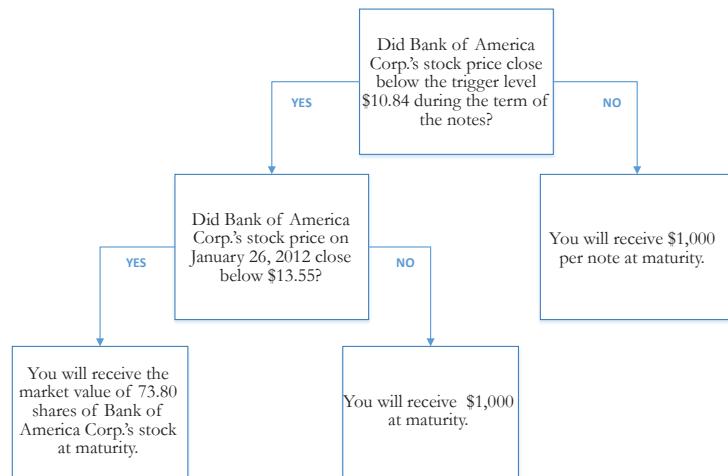 Did Bank of America
Corp.'s stock price close
below the trigger level
$10.84 during the term of
the notes?
YES
NO
Did Bank of America
Corp.'s stock price on
January 26, 2012 close
below $13.55?
You will receive $1,000
per note at maturity.
YES
NO
You will receive the
market value of 73.80
shares of Bank of
America Corp.'s stock
at maturity.
You will receive $1,000
at maturity.